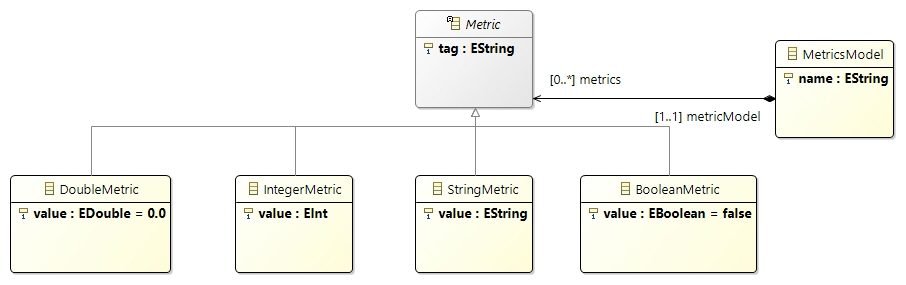 Metric
tag : EString
MetricsModel
name : EString
[0..*] metrics
[1..1] metricModel
DoubleMetric
value : EDouble = 0.0
IntegerMetric
value : EInt
StringMetric
value : EString
BooleanMetric
value : EBoolean = false